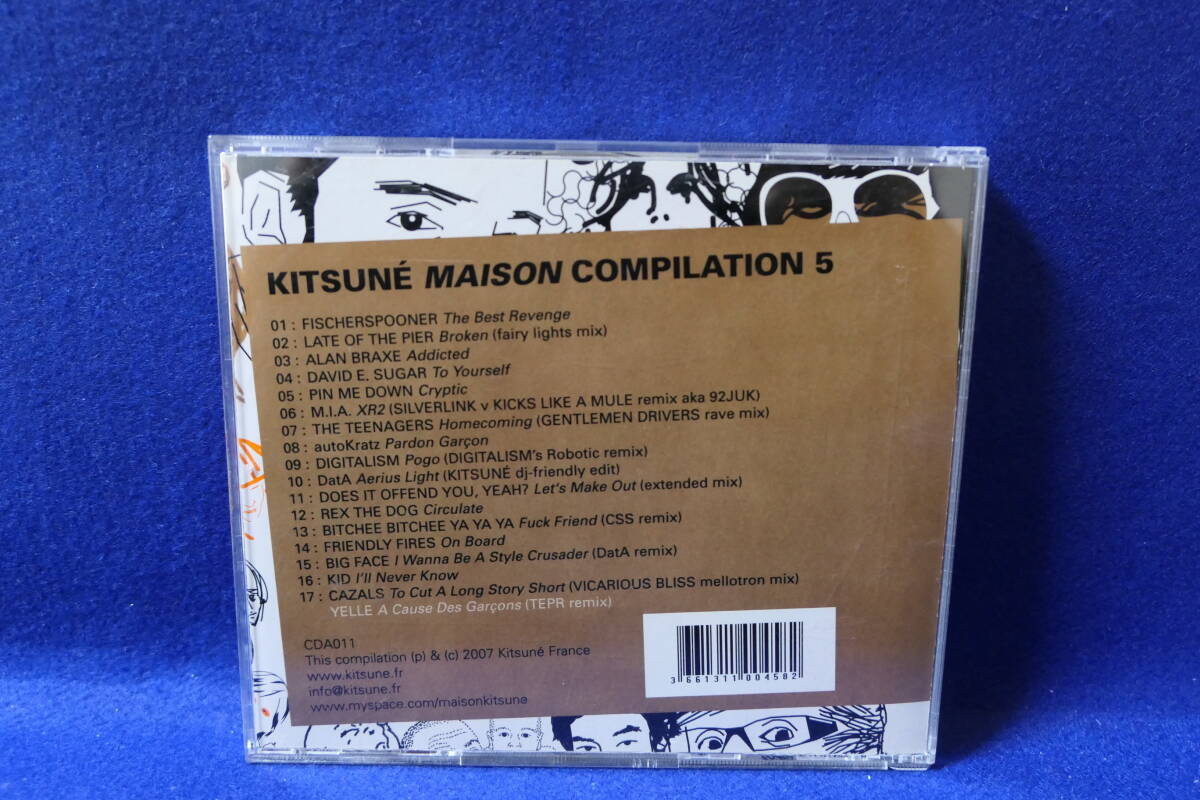 KITSUNÉ MAISON COMPILATION 5
01 : FISCHERSPOONER The Best Revenge
02 : LATE OF THE PIER Broken (fairy lights mix)
03 : ALAN BRAXE Addicted
04 : DAVID E. SUGAR To Yourself
05 : PIN ME DOWN Cryptic
06 : M.I.A. XR2 (SILVERLINK v KICKS LIKE A MULE remix aka 92JUK)
07 : THE TEENAGERS Homecoming (GENTLEMEN DRIVERS rave mix)
08 : autoKratz Pardon Garçon
09 : DIGITALISM Pogo (DIGITALISM's Robotic remix)
10 : DatA Aerius Light (KITSUNÉ dj-friendly edit)
11 : DOES IT OFFEND YOU, YEAH? Let's Make Out (extended mix)
12 : REX THE DOG Circulate
13 : BITCHEE BITCHEE YA YA YA Fuck Friend (CSS remix)
14 : FRIENDLY FIRES On Board
15 : BIG FACE I Wanna Be A Style Crusader (DatA remix)
16 : K!D I'll Never Know
17 : CAZALS To Cut A Long Story Short (VICARIOUS BLISS mellotron mix)
YELLE A Cause Des Garçons (TEPR remix)
CDA011
This compilation (p) & (c) 2007 Kitsuné France
www.kitsune.fr
info@kitsune.fr
www.myspace.com/maisonkitsune
3 661311 004582